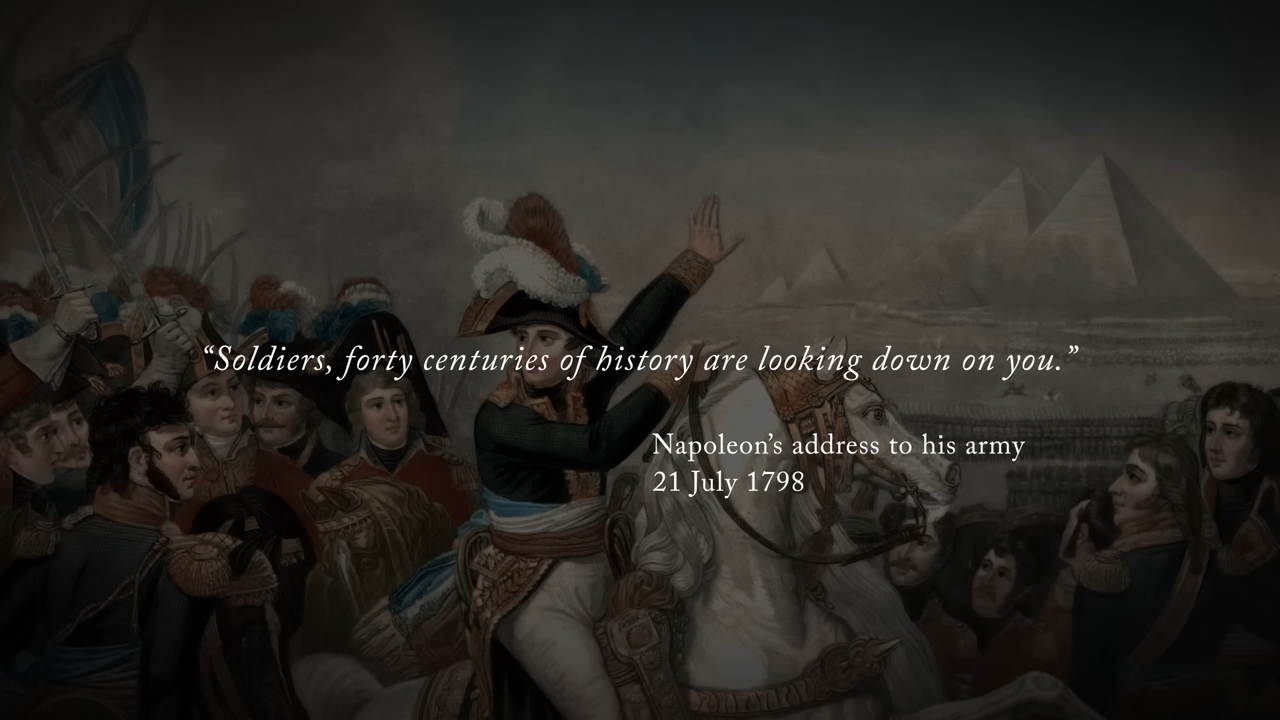 “Soldiers, forty centuries of history are looking down on you.”
Napoleon’s address to his army
21 July 1798